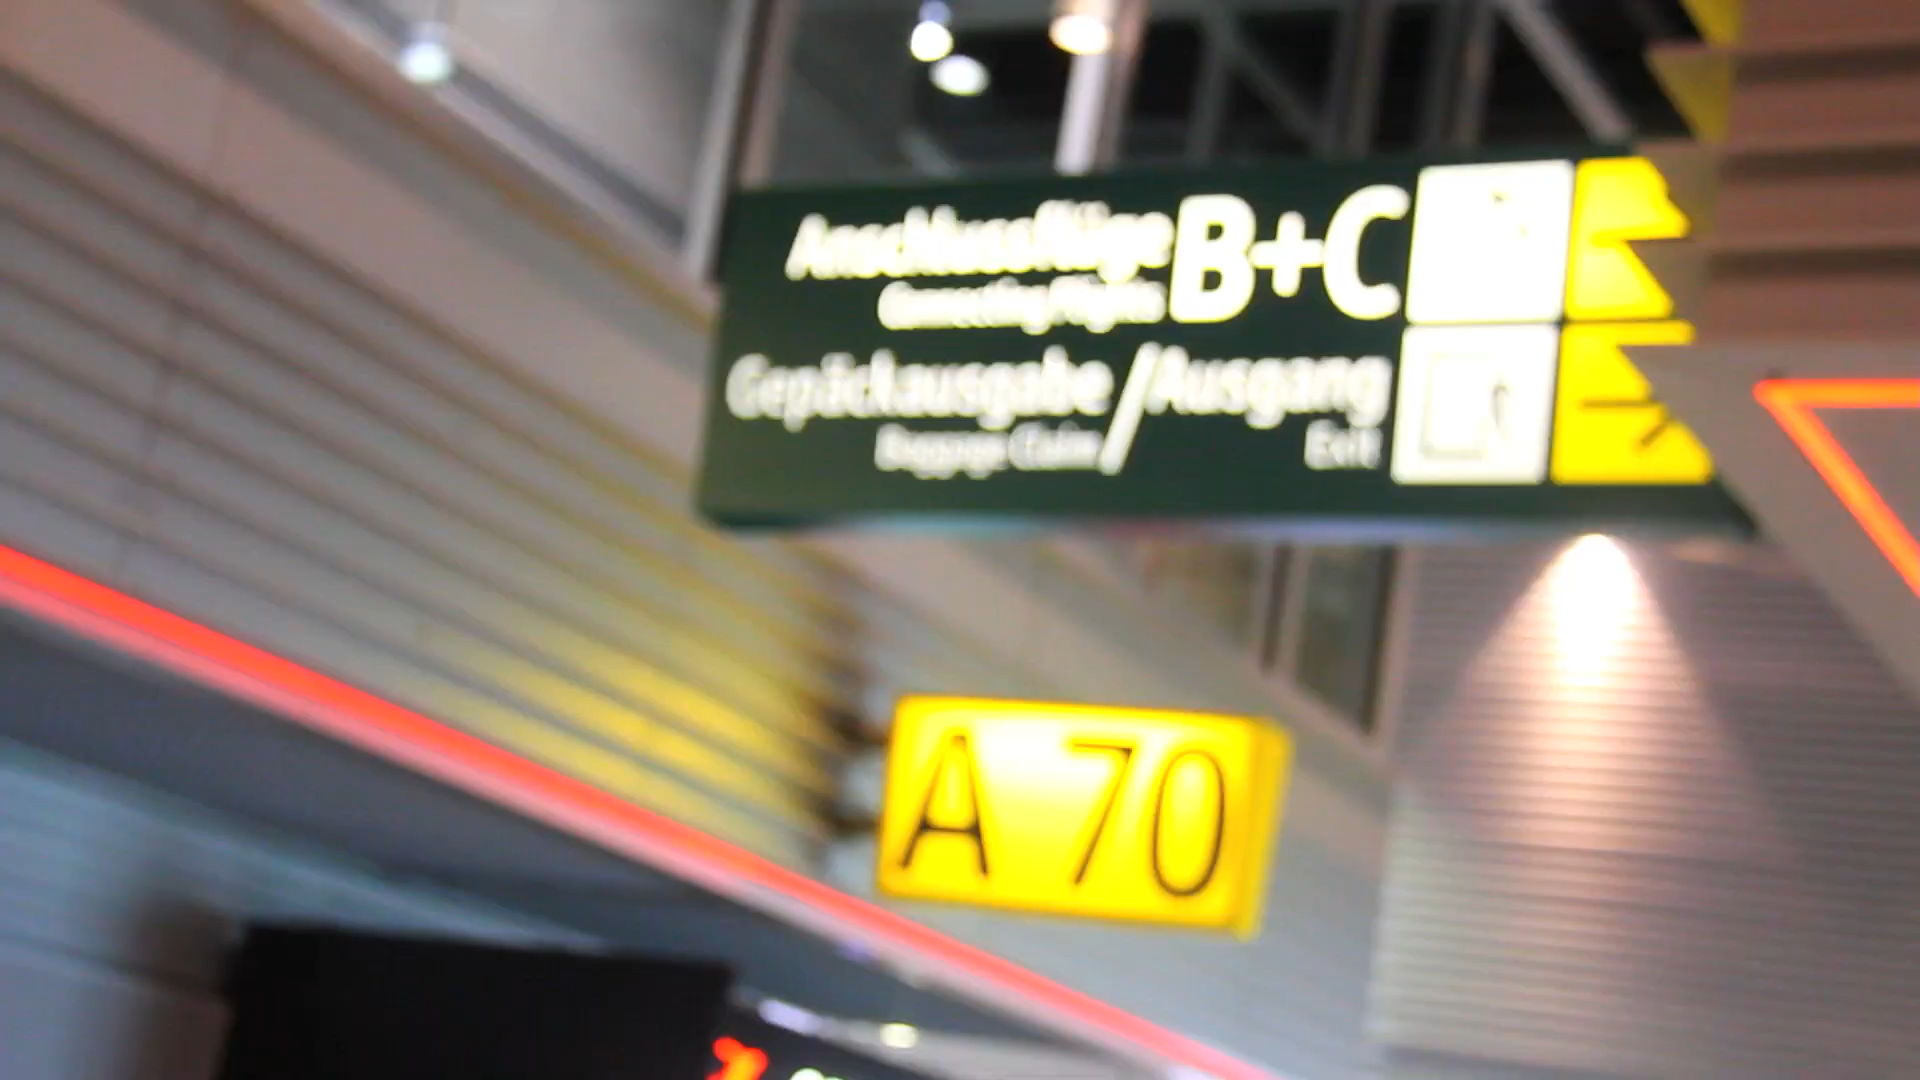 Anschlussflüge B+C
Connecting Flights
Gepäckausgabe / Ausgang
Baggage Claim Exit
A 70